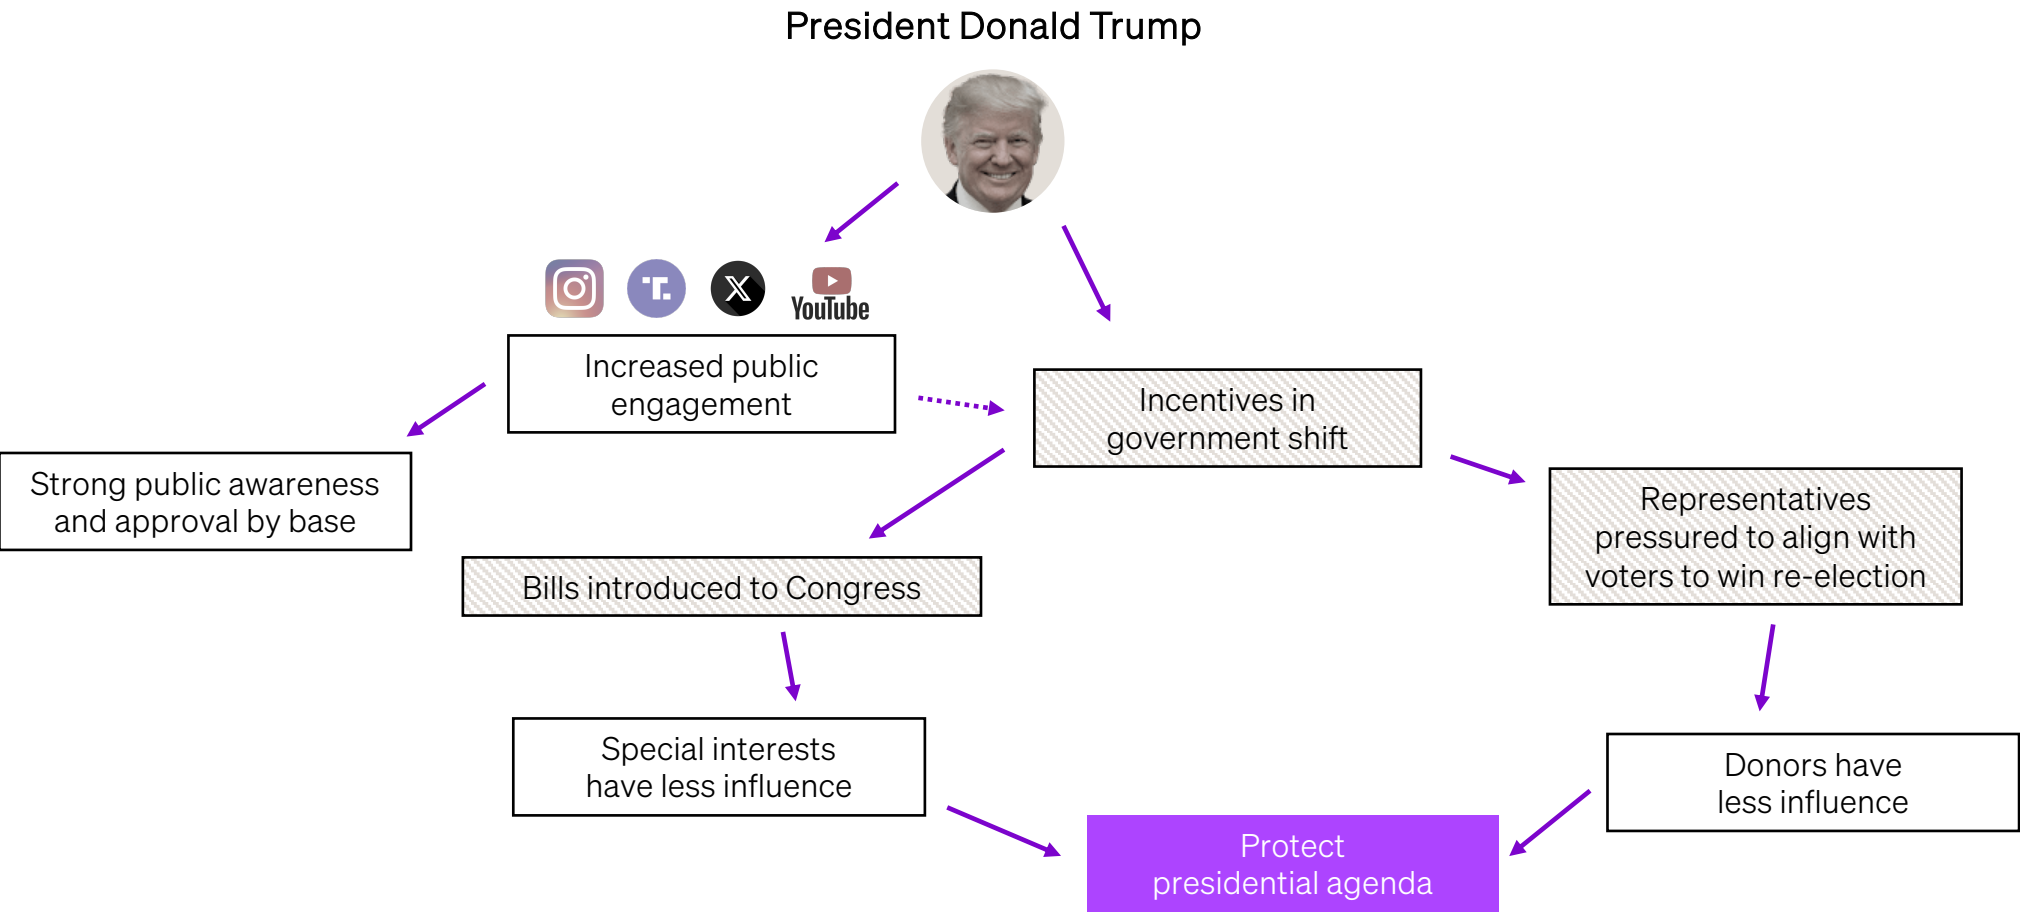 President Donald Trump
T.
X
YouTube
Increased public
engagement
Incentives in
government shift
Strong public awareness
and approval by base
Representatives
pressured to align with
voters to win re-election
Bills introduced to Congress
Special interests
have less influence
Donors have
less influence
Protect
presidential agenda